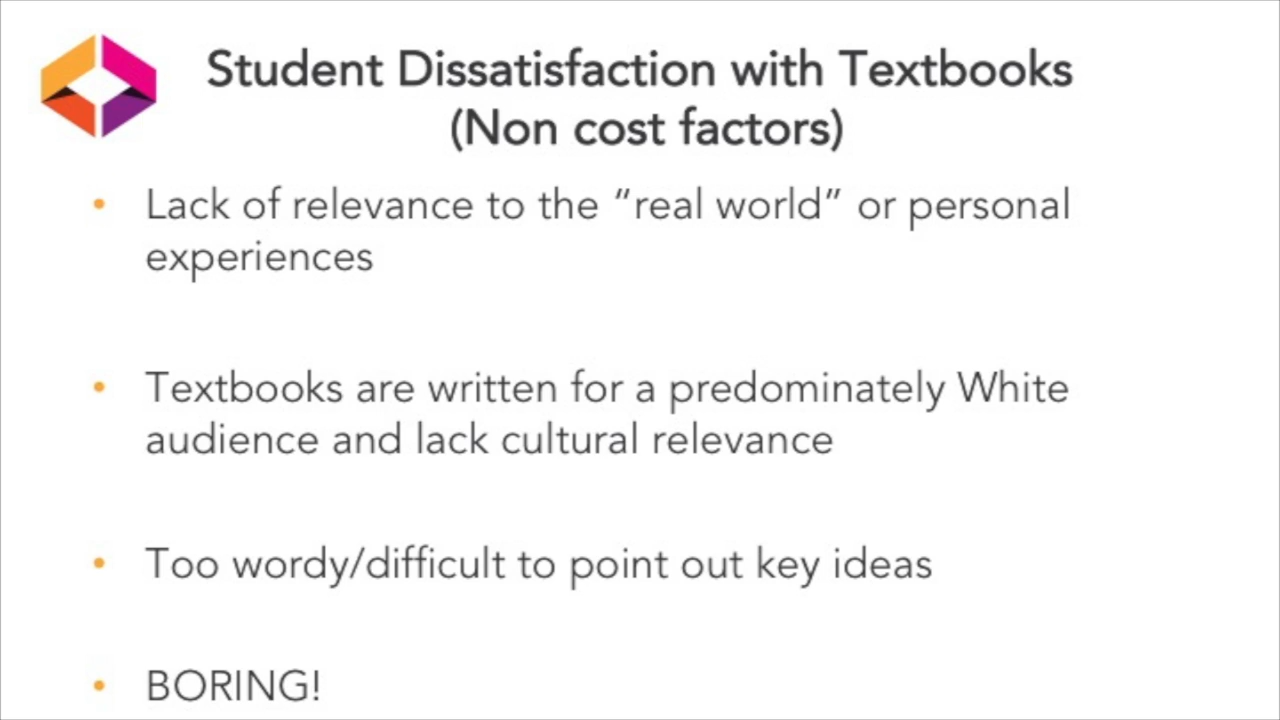 Student Dissatisfaction with Textbooks
(Non cost factors)
• Lack of relevance to the “real world” or personal
experiences
• Textbooks are written for a predominately White
audience and lack cultural relevance
• Too wordy/difficult to point out key ideas
• BORING!